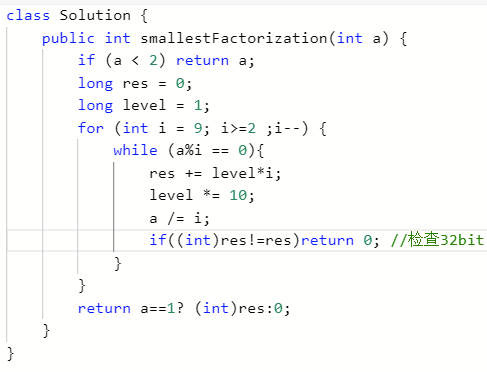 class Solution {
    public int smallestFactorization(int a) {
        if (a < 2) return a;
        long res = 0;
        long level = 1;
        for (int i = 9; i>=2 ;i--) {
            while (a%i == 0){
                res += level*i;
                level *= 10;
                a /= i;
                if((int)res!=res)return 0; //检查32bit
            }
        }
        return a==1? (int)res:0;
    }
}